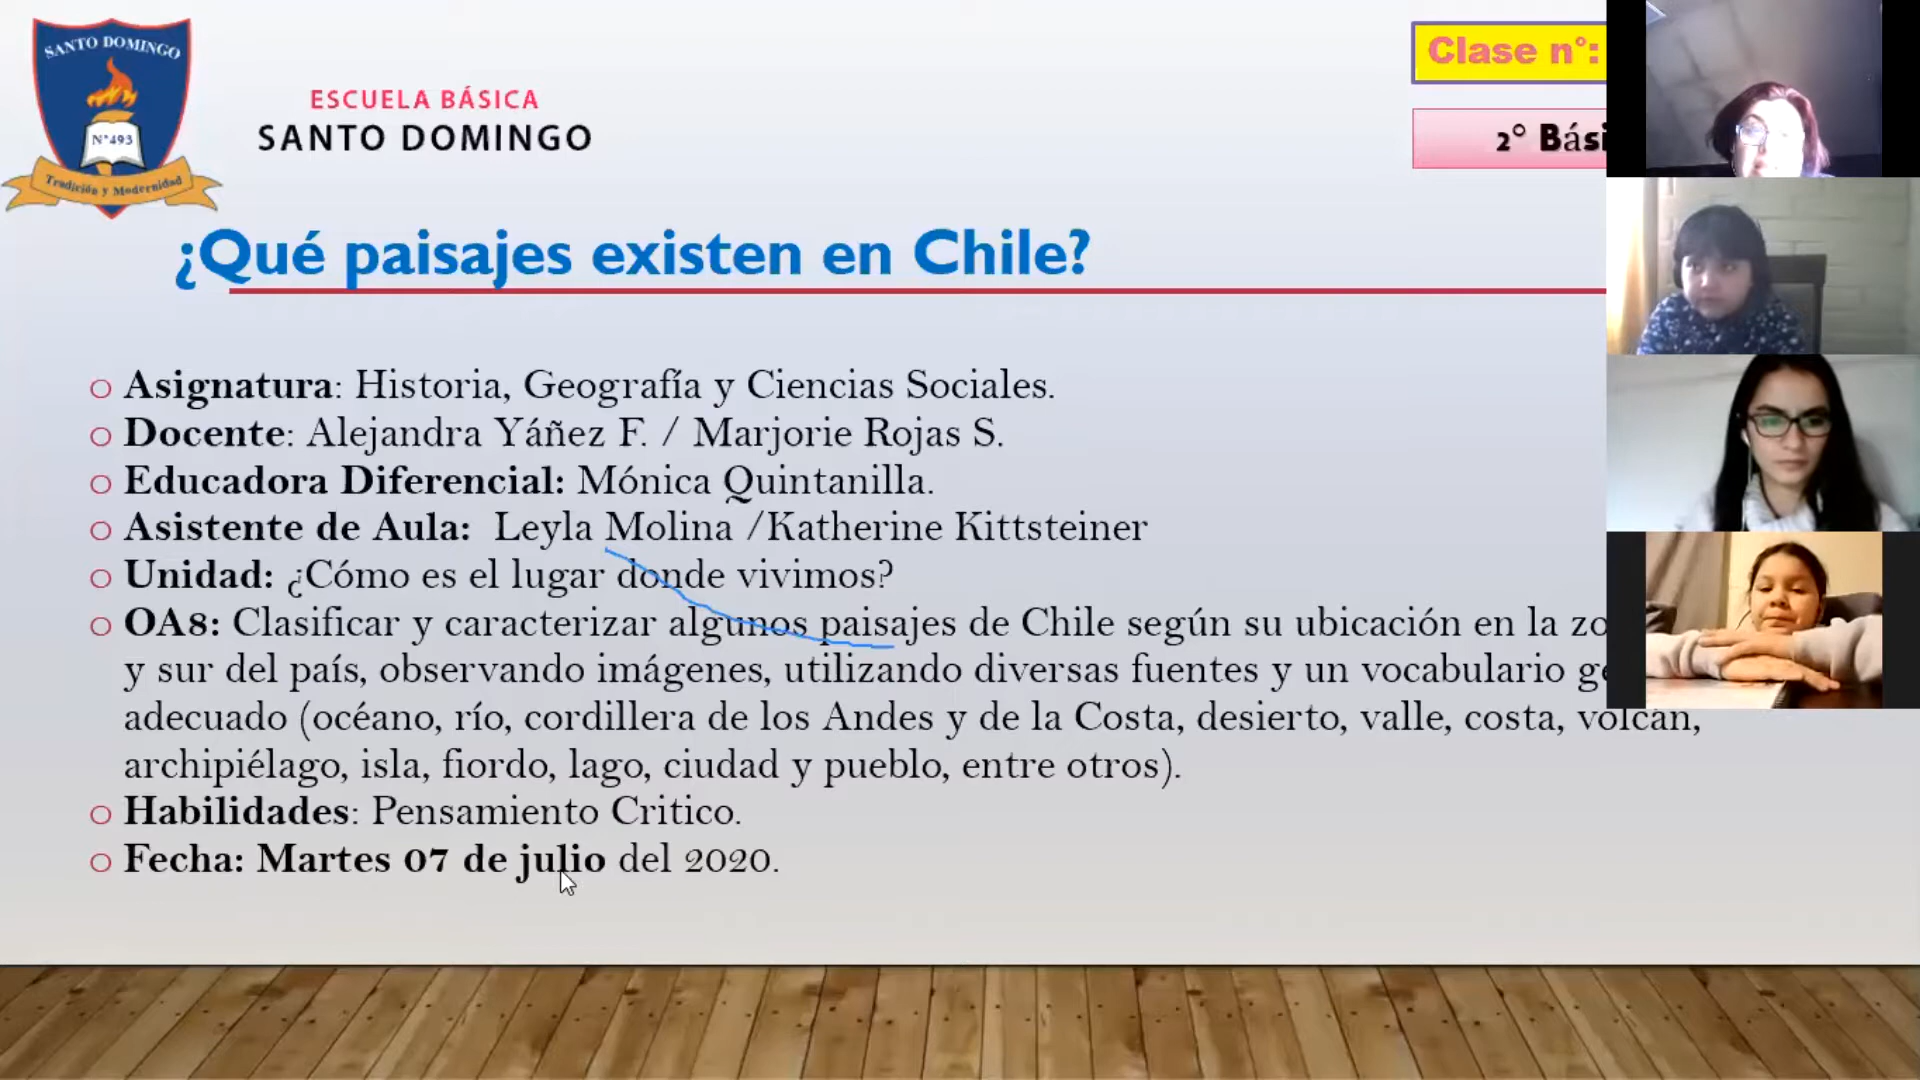 SANTO DOMINGO
N°493
Tradición y Modernidad
ESCUELA BÁSICA
SANTO DOMINGO
Clase n°:
2° Bási
¿Qué paisajes existen en Chile?
Asignatura: Historia, Geografía y Ciencias Sociales.
Docente: Alejandra Yáñez F. / Marjorie Rojas S.
Educadora Diferencial: Mónica Quintanilla.
Asistente de Aula: Leyla Molina /Katherine Kittsteiner
Unidad: ¿Cómo es el lugar donde vivimos?
OA8: Clasificar y caracterizar algunos paisajes de Chile según su ubicación en la zo
y sur del país, observando imágenes, utilizando diversas fuentes y un vocabulario ge
adecuado (océano, río, cordillera de los Andes y de la Costa, desierto, valle, costa, volcán,
archipiélago, isla, fiordo, lago, ciudad y pueblo, entre otros).
Habilidades: Pensamiento Critico.
Fecha: Martes 07 de julio del 2020.